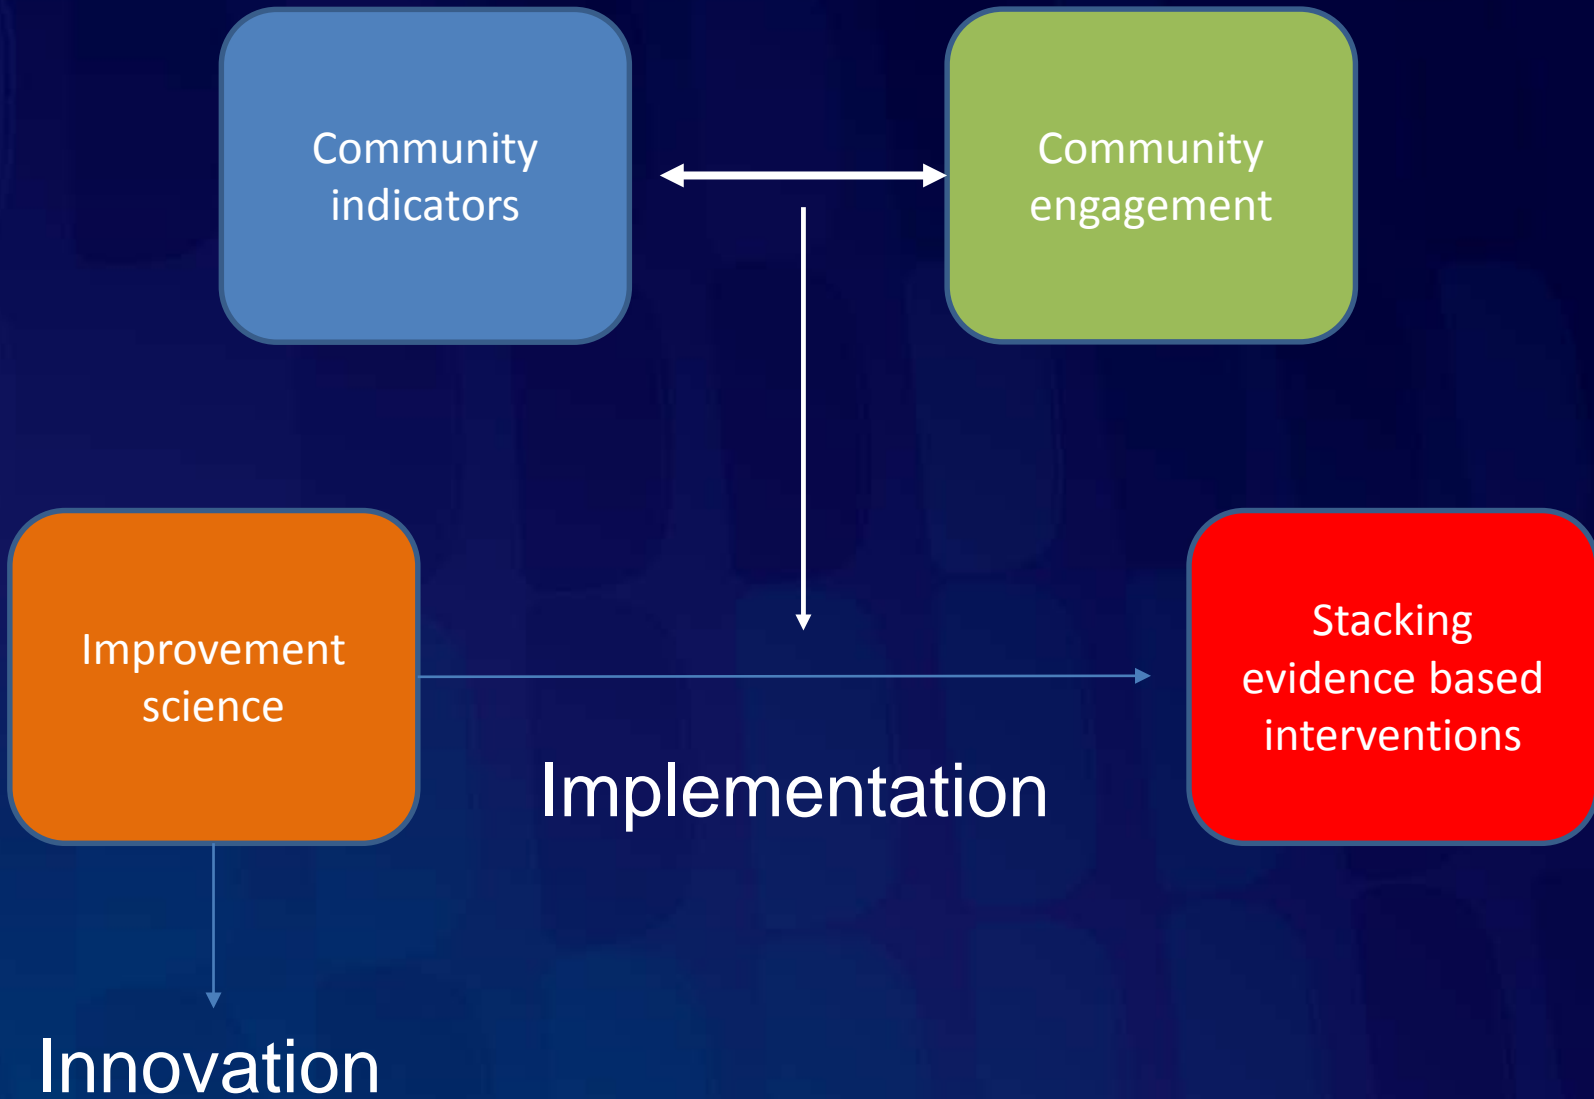 Community
indicators
Community
engagement
Improvement
science
Stacking
evidence based
interventions
Implementation
Innovation